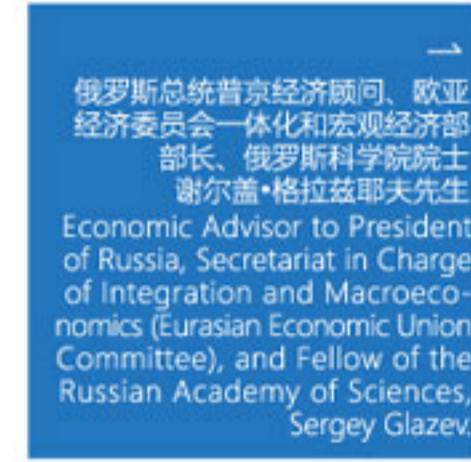 俄罗斯总统普京经济顾问、欧亚
经济委员会一体化和宏观经济部
部长、俄罗斯科学院院士
谢尔盖•格拉兹耶夫先生
Economic Advisor to President
of Russia, Secretariat in Charge
of Integration and Macroeco-
nomics (Eurasian Economic Union
Committee), and Fellow of the
Russian Academy of Sciences,
Sergey Glazev.